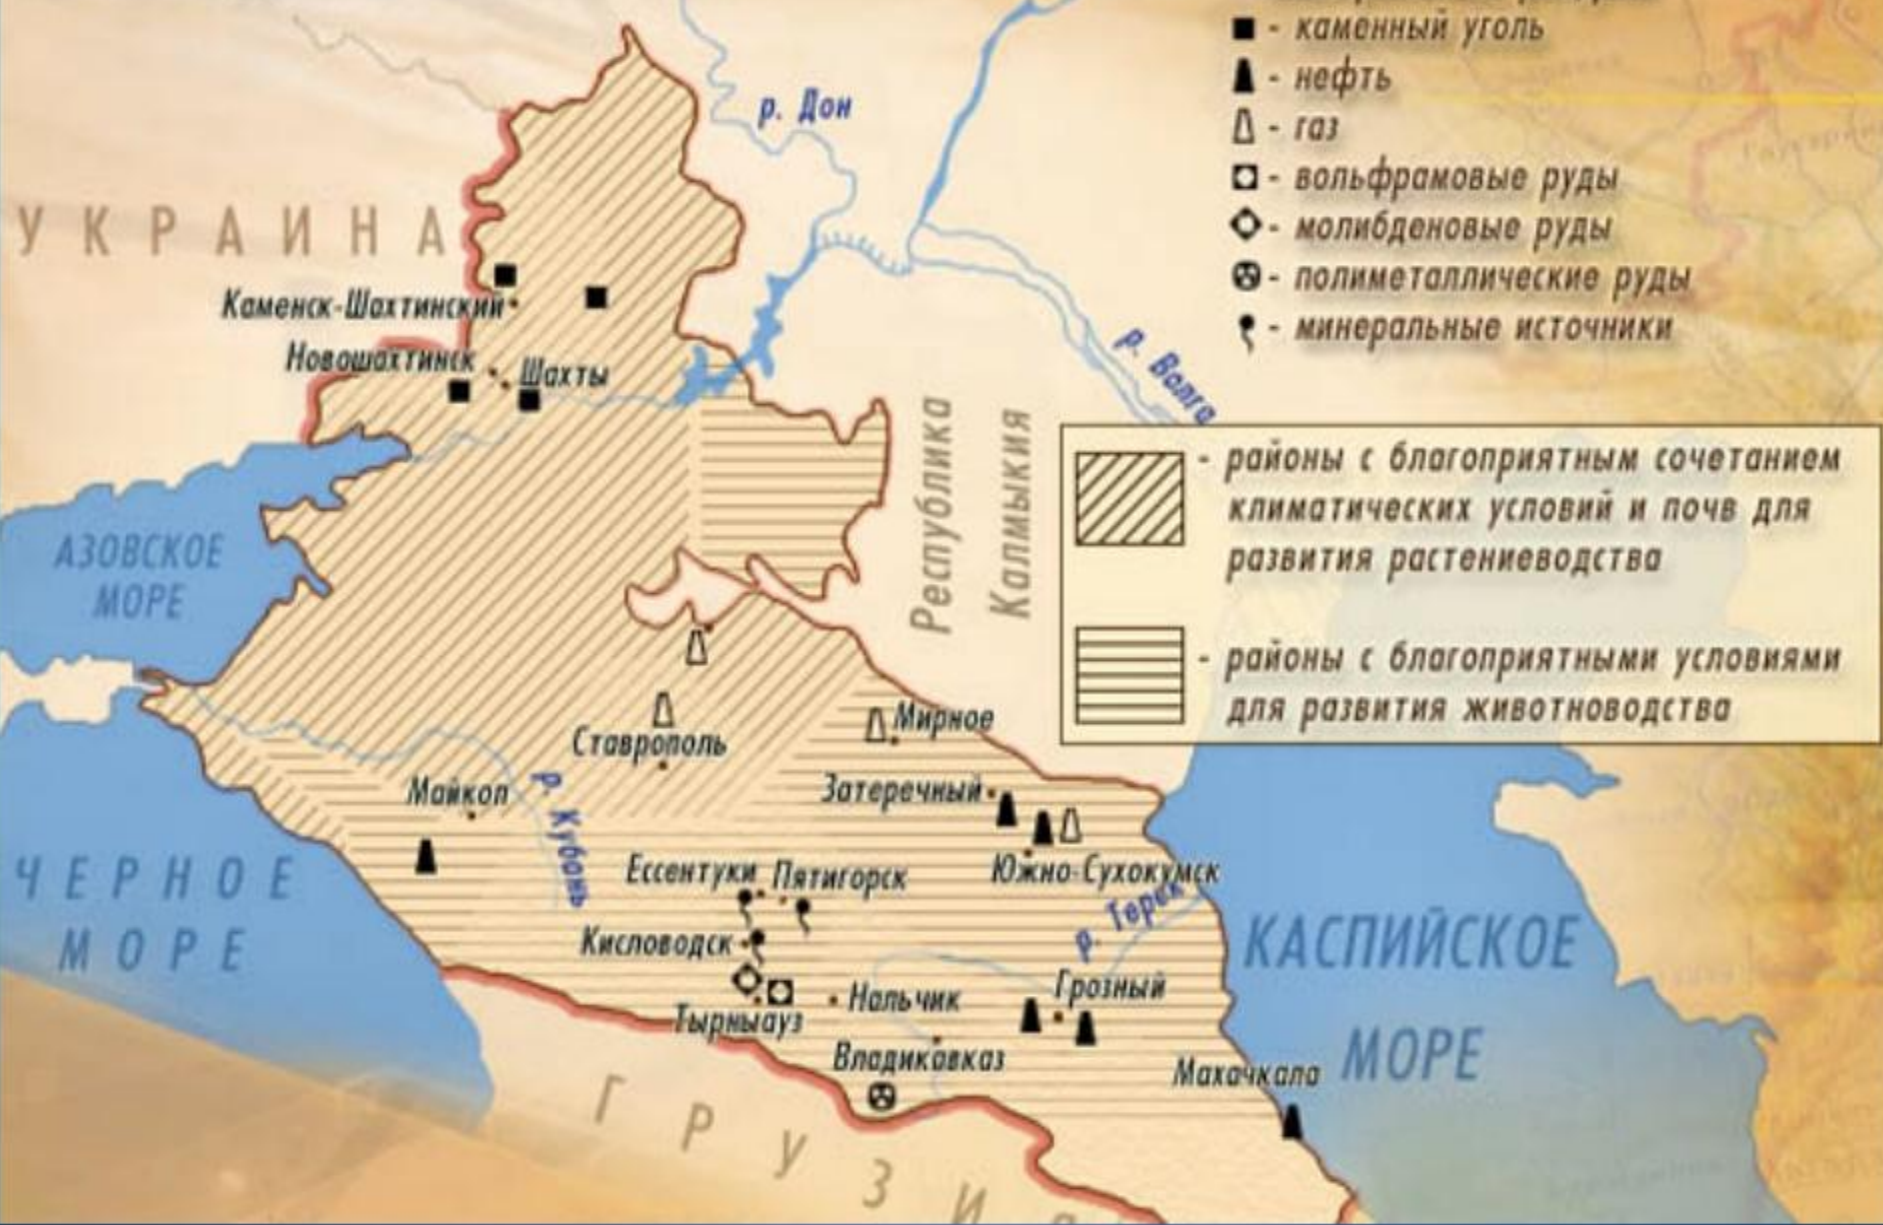 - каменный уголь
- нефть
- газ
- вольфрамовые руды
- молибденовые руды
- полиметаллические руды
- минеральные источники
- районы с благоприятным сочетанием
климатических условий и почв для
развития растениеводства
- районы с благоприятными условиями
для развития животноводства
р. Дон
УКРАИНА
Каменск-Шахтинский
Новошахтинск
Шахты
р. Волга
Республика
Калмыкия
АЗОВСКОЕ
МОРЕ
Мирное
Ставрополь
Майкоп
р. Кубань
Затеречный
Южно-Сухокумск
ЧЕРНОЕ
МОРЕ
Ессентуки
Пятигорск
Кисловодск
р. Терек
КАСПИЙСКОЕ
МОРЕ
Тырныауз
Нальчик
Грозный
Владикавказ
Махачкала
ГРУЗИЯ